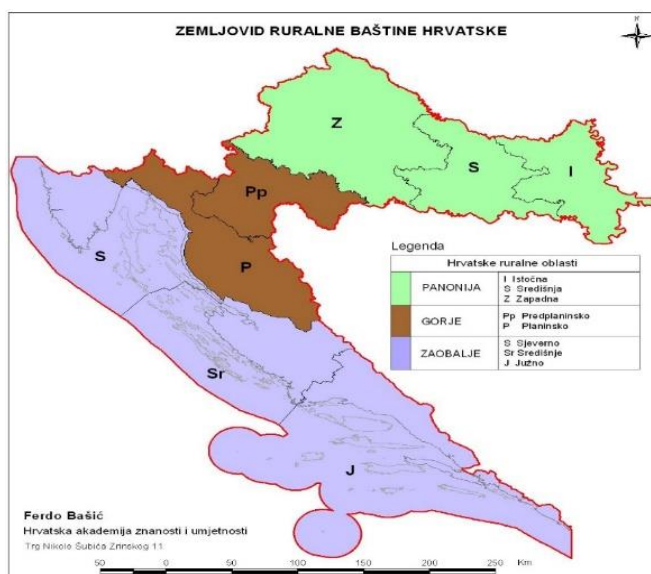 ZEMLJOVID RURALNE BAŠTINE HRVATSKE
N
Z
S
I
Pp
P
S
Sr
J
Legenda
Hrvatske ruralne oblasti
PANONIJA
I Istočna
S Središnja
Z Zapadna
GORJE
Pp Predplaninsko
P Planinsko
ZAOBALJE
S Sjeverno
Sr Središnje
J Južno
Ferdo Bašić
Hrvatska akademija znanosti i umjetnosti
Trg Nikole Šubića Zrinskog 11
50 0 50 100 150 200 250 Km